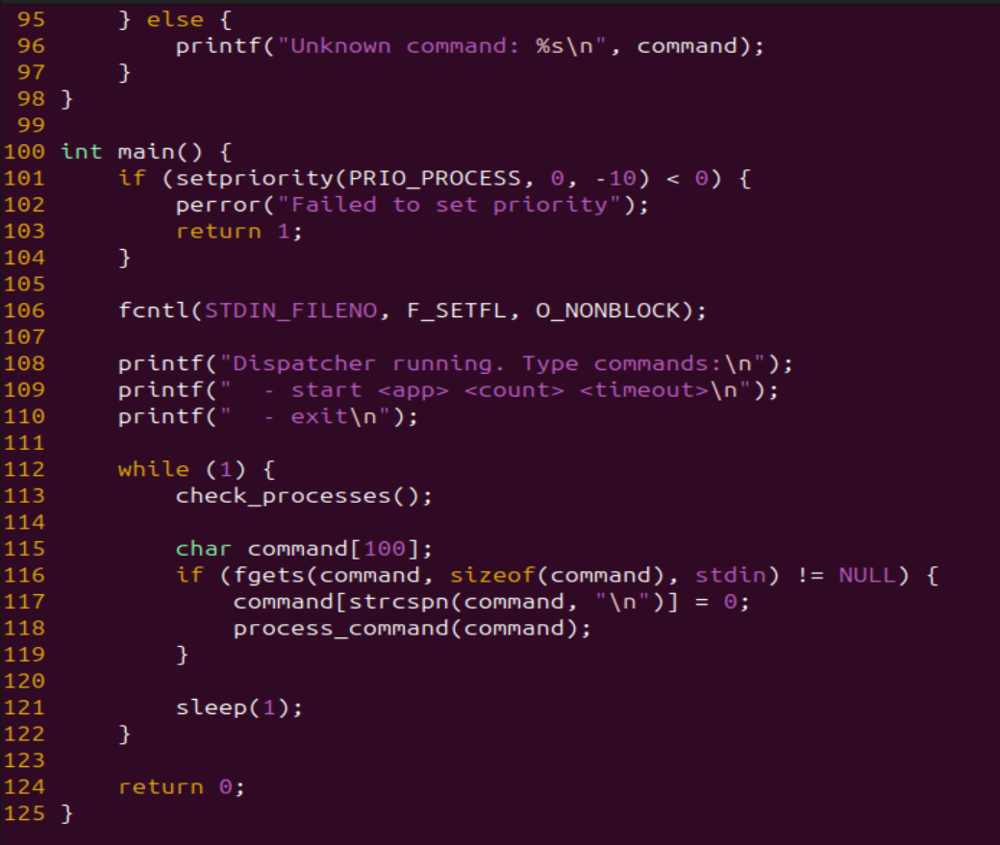 95     } else {
96         printf("Unknown command: %s\n", command);
97     }
98 }
99
100 int main() {
101     if (setpriority(PRIO_PROCESS, 0, -10) < 0) {
102         perror("Failed to set priority");
103         return 1;
104     }
105
106     fcntl(STDIN_FILENO, F_SETFL, O_NONBLOCK);
107
108     printf("Dispatcher running. Type commands:\n");
109     printf("  - start <app> <count> <timeout>\n");
110     printf("  - exit\n");
111
112     while (1) {
113         check_processes();
114
115         char command[100];
116         if (fgets(command, sizeof(command), stdin) != NULL) {
117             command[strcspn(command, "\n")] = 0;
118             process_command(command);
119         }
120
121         sleep(1);
122     }
123
124     return 0;
125 }